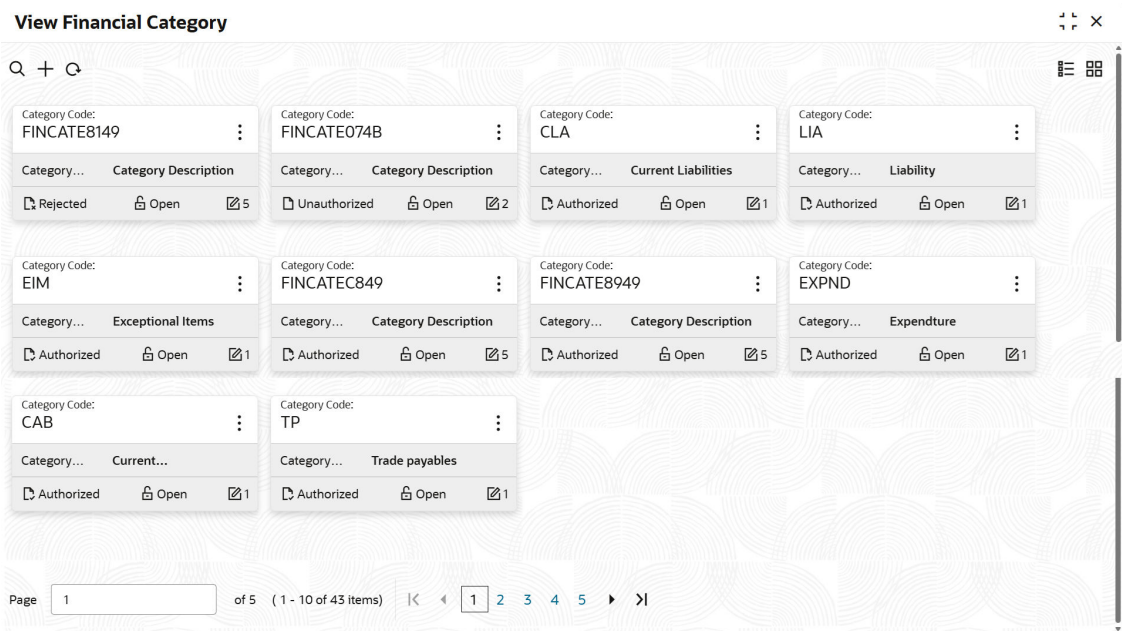 View Financial Category
Category Code: Category Code: Category Code: Category Code:
FINCATE8149 FINCATE074B CLA LIA
Category... Category Description Category... Category Description Category... Current Liabilities Category... Liability
Rejected Open 5 Unauthorized Open 2 Authorized Open 1 Authorized Open 1
Category Code: Category Code: Category Code: Category Code:
EIM FINCATEC849 FINCATE8949 EXPND
Category... Exceptional Items Category... Category Description Category... Category Description Category... Expendture
Authorized Open 1 Authorized Open 5 Authorized Open 5 Authorized Open 1
Category Code: Category Code:
CAB TP
Category... Current... Category... Trade payables
Authorized Open 1 Authorized Open 1
Page 1 of 5 ( 1 - 10 of 43 items) 1 2 3 4 5